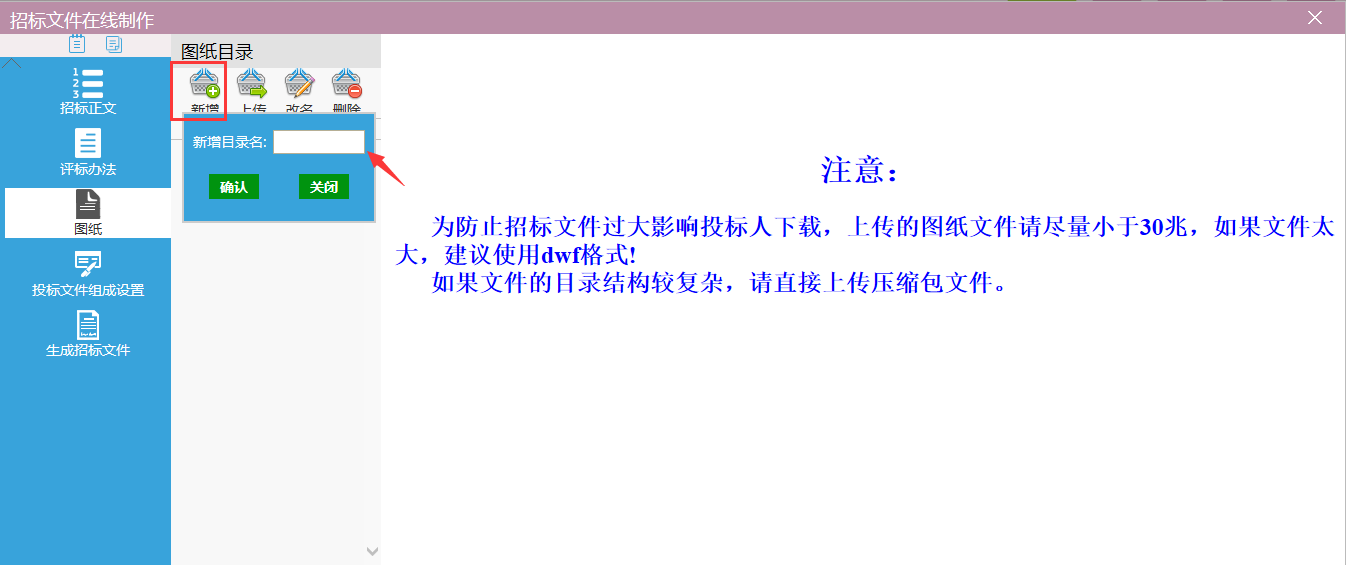 招标文件在线制作
图纸目录
新增 上传 改名 删除
招标正文
评标办法
图纸
投标文件组成设置
生成招标文件
新增目录名:
确认 关闭
注意：
为防止招标文件过大影响投标人下载，上传的图纸文件请尽量小于30兆，如果文件太
大，建议使用dwf格式!
如果文件的目录结构较复杂，请直接上传压缩包文件。